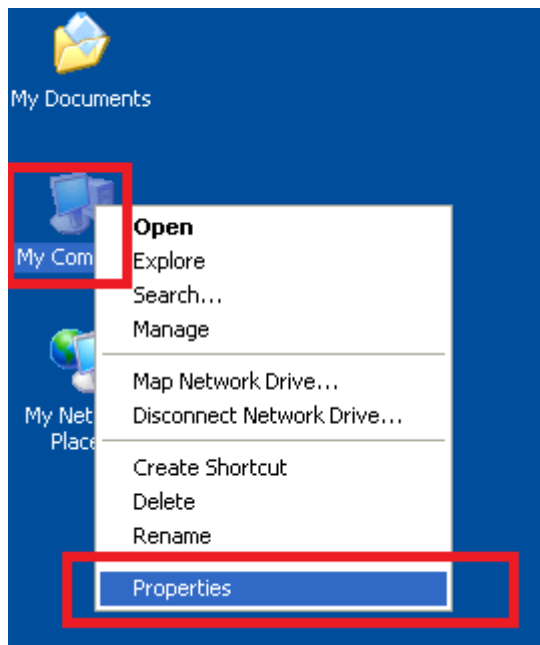 My Documents
My Com
Open
Explore
Search...
Manage
Map Network Drive...
Disconnect Network Drive...
My Net
Place
Create Shortcut
Delete
Rename
Properties